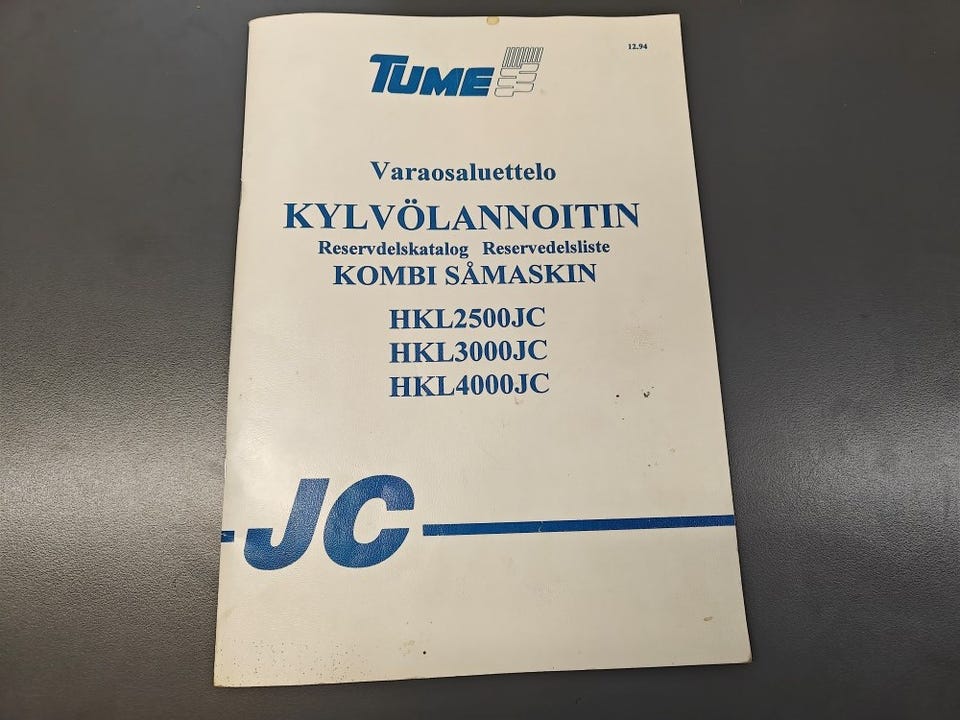 12.94
TUME
Varaosaluettelo
KYLVÖLANNOITIN
Reservdelskatalog Reservedelsliste
KOMBI SÅMASKIN
HKL2500JC
HKL3000JC
HKL4000JC
JC